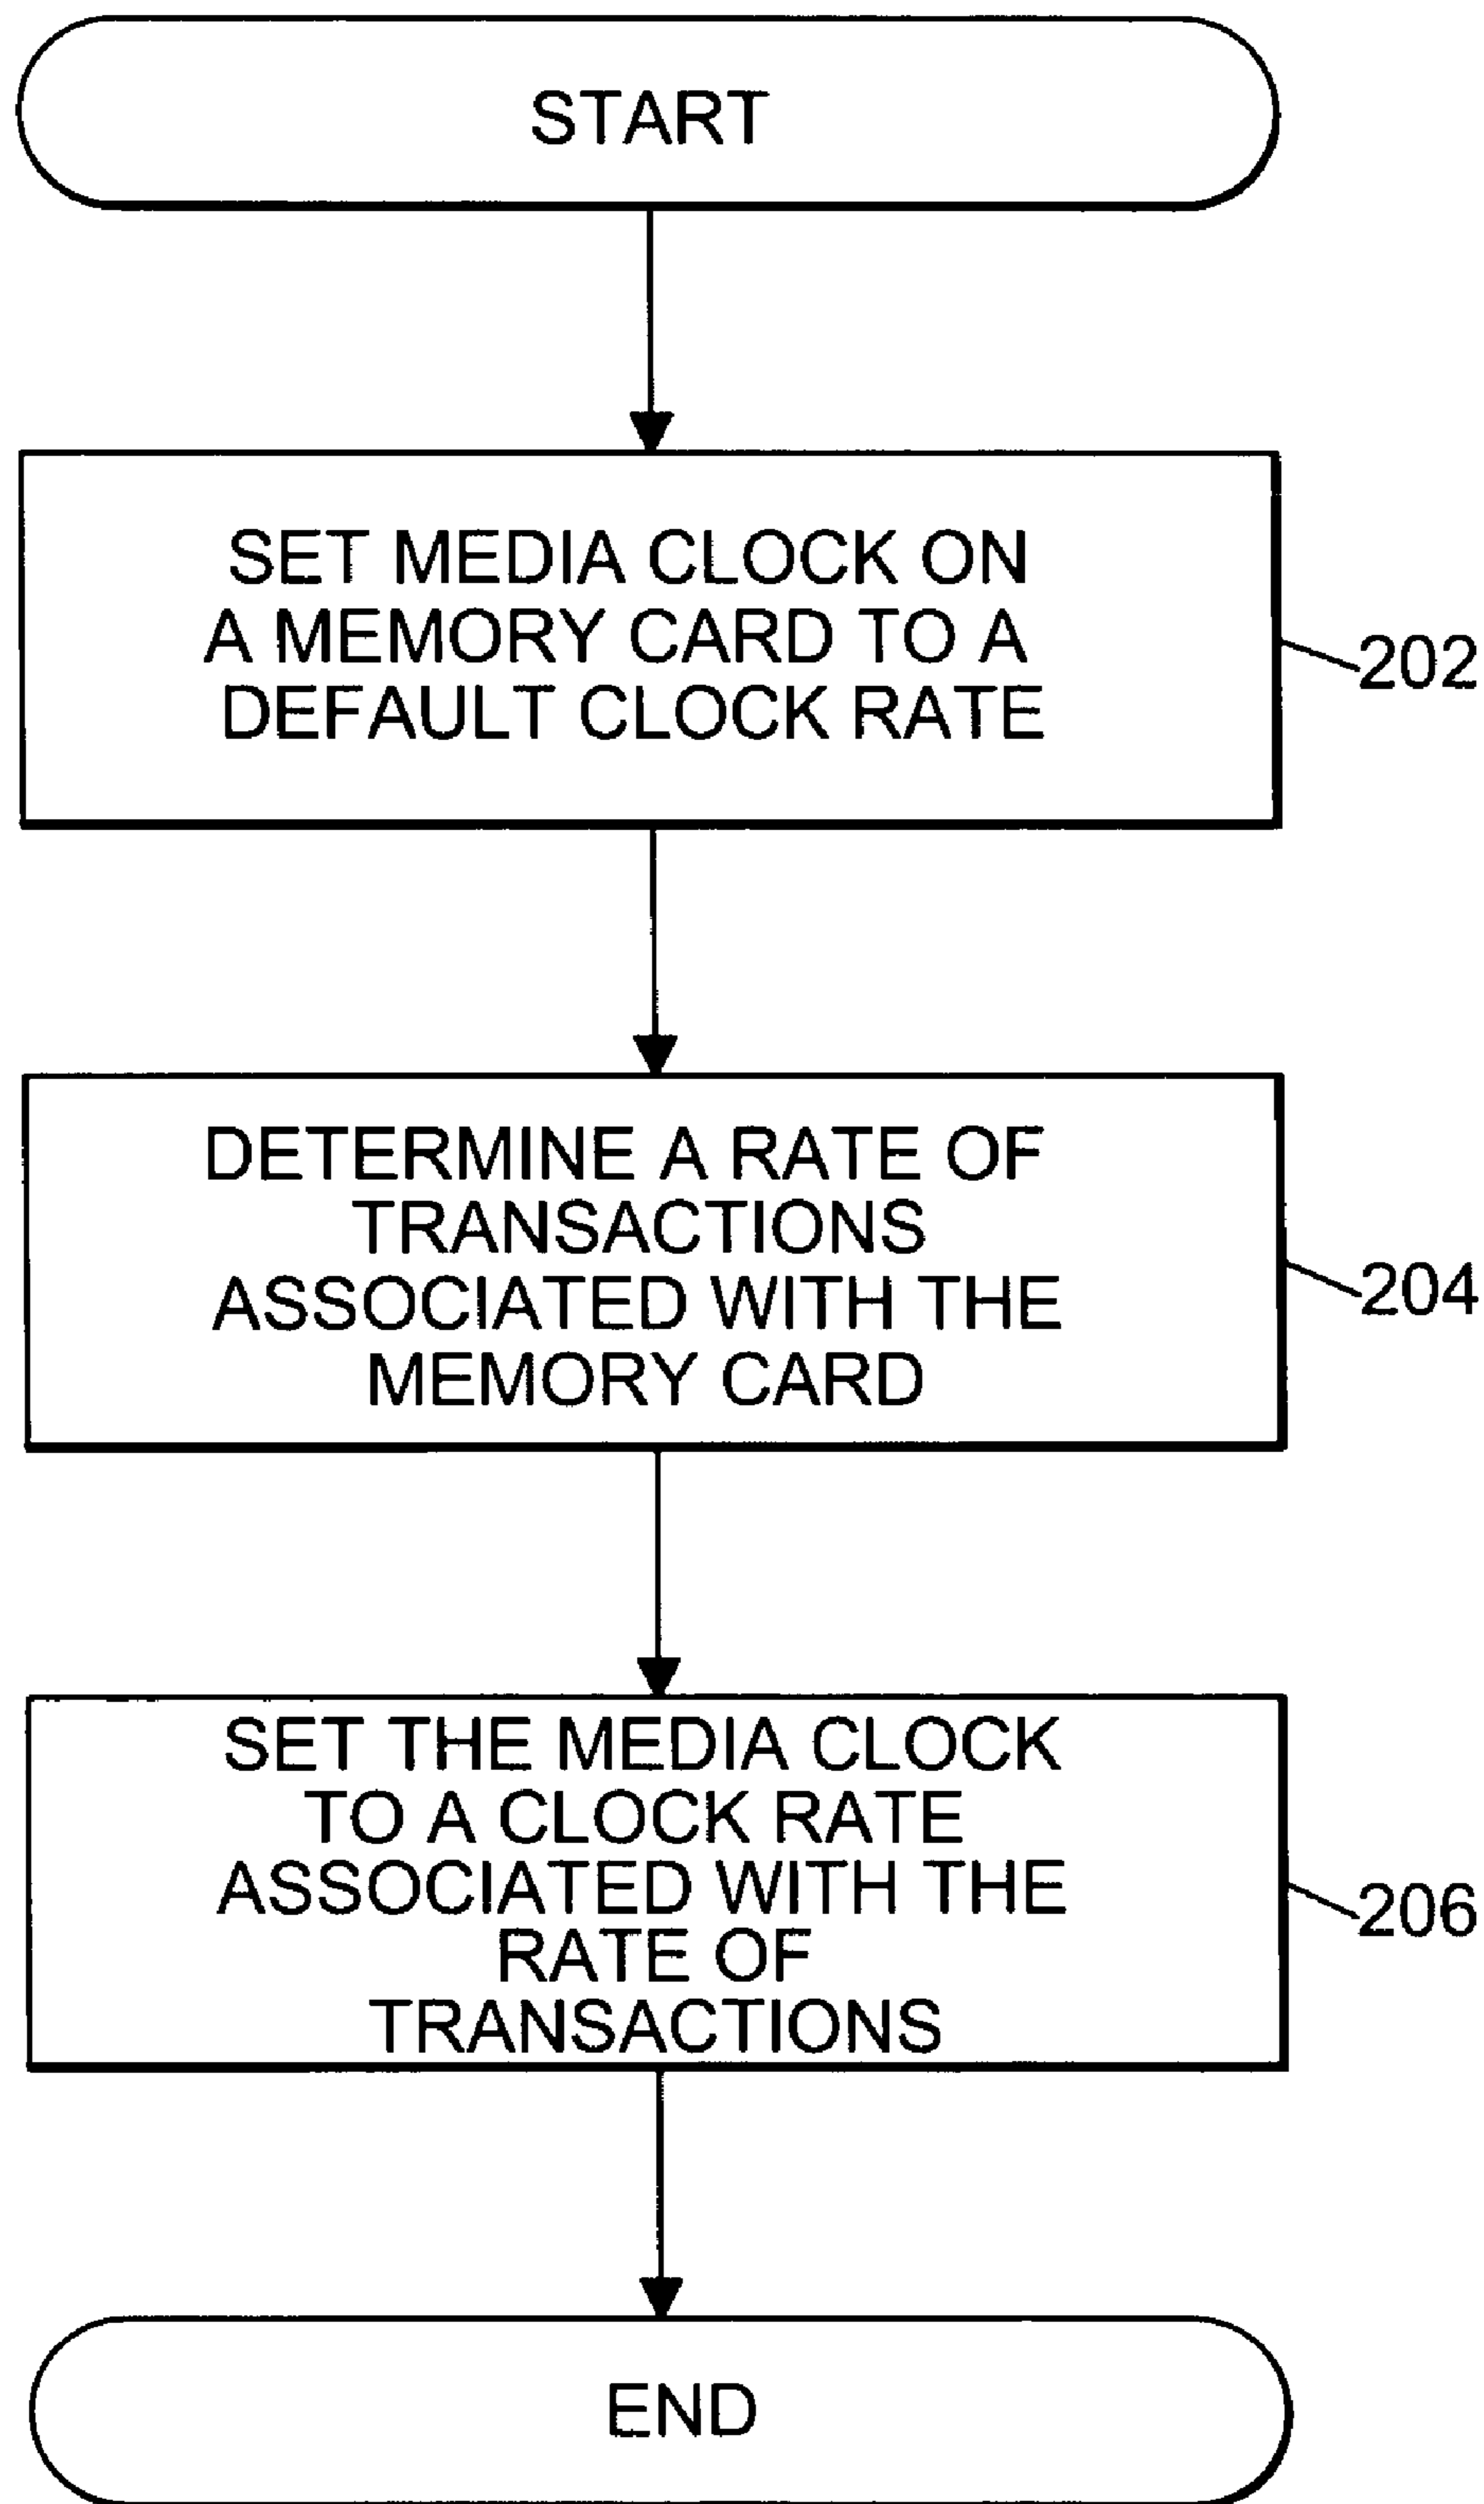 START
SET MEDIA CLOCK ON
A MEMORY CARD TO A
DEFAULT CLOCK RATE
202
DETERMINE A RATE OF
TRANSACTIONS
ASSOCIATED WITH THE
MEMORY CARD
204
SET THE MEDIA CLOCK
TO A CLOCK RATE
ASSOCIATED WITH THE
RATE OF
TRANSACTIONS
206
END